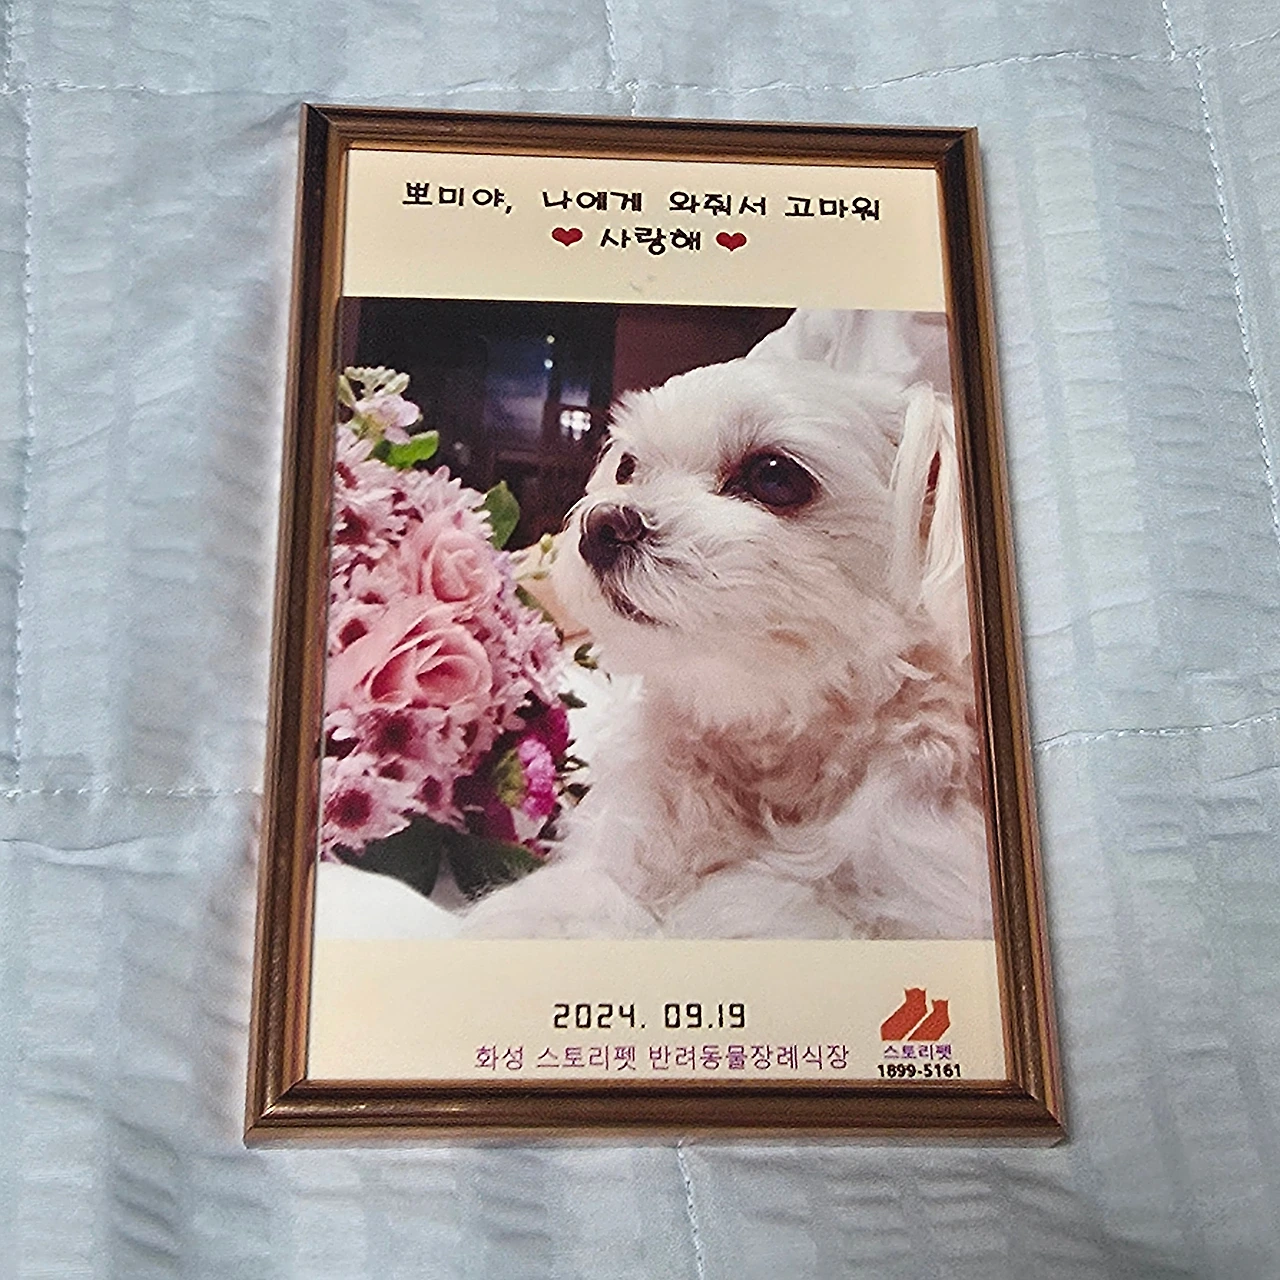 뽀미야, 나에게 와줘서 고마워
❤ 사랑해 ❤
2024. 09.19
화성 스토리펫 반려동물장례식장
스토리펫
1899-5161